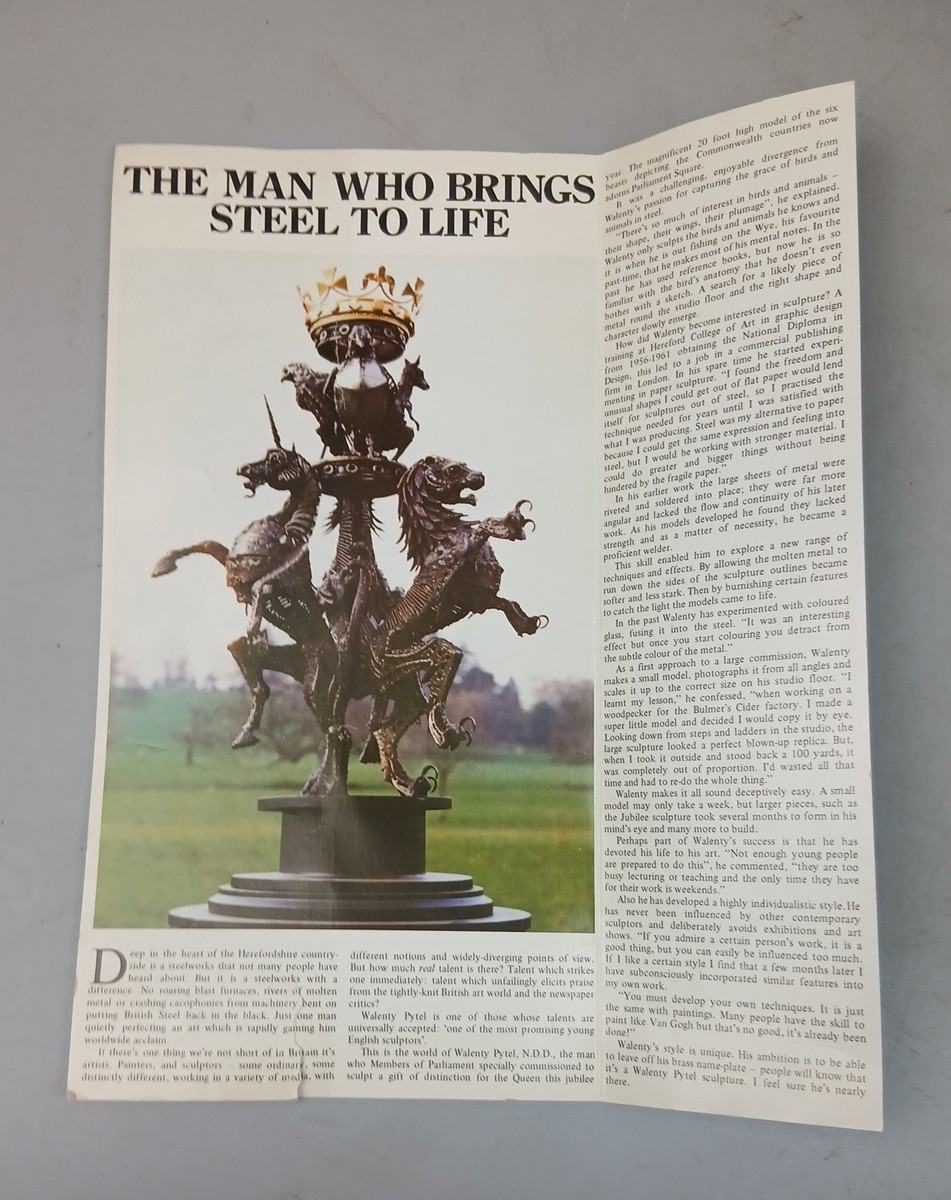 THE MAN WHO BRINGS
STEEL TO LIFE
Deep in the heart of the Herefordshire country-
side is a steelworks that not many people have
heard about. But it is a steelworks with a
difference. No roaring blast furnaces, rivers of molten
metal or crashing cacophonies from machinery bent on
putting British Steel back in the black. Just one man
quietly perfecting an art which is rapidly gaining him
worldwide acclaim.
If there's one thing we're not short of in Britain it's
artists. Painters, and sculptors – some ordinary, some
distinctly different, working in a variety of media, with
different notions and widely-diverging points of view.
But how much real talent is there? Talent which strikes
one immediately: talent which unfailingly elicits praise
from the tightly-knit British art world and the newspaper
critics?
Walenty Pytel is one of those whose talents are
universally accepted: 'one of the most promising young
English sculptors'.
This is the world of Walenty Pytel, N.D.D., the man
who Members of Parliament specially commissioned to
sculpt a gift of distinction for the Queen this jubilee
year. The magnificent 20 foot high model of the six
beasts depicting the Commonwealth countries now
adorns Parliament Square.
It was a challenging, enjoyable divergence from
Walenty's passion for capturing the grace of birds and
animals in steel.
"There's so much of interest in birds and animals –
their shape, their wings, their plumage", he explained.
Walenty only sculpts the birds and animals he knows and
it is when he is out fishing on the Wye, his favourite
past-time, that he makes most of his mental notes. In the
past he has used reference books, but now he is so
familiar with the bird's anatomy that he doesn't even
bother with a sketch. A search for a likely piece of
metal round the studio floor and the right shape and
character slowly emerge.
How did Walenty become interested in sculpture? A
training at Hereford College of Art in graphic design
from 1956-1961 obtaining the National Diploma in
Design, this led to a job in a commercial publishing
firm in London. In his spare time he started experi-
menting in paper sculpture. "I found the freedom and
unusual shapes I could get out of flat paper would lend
itself for sculptures out of steel, so I practised the
technique needed for years until I was satisfied with
what I was producing. Steel was my alternative to paper
because I could get the same expression and feeling into
steel, but I would be working with stronger material. I
could do greater and bigger things without being
hindered by the fragile paper."
In his earlier work the large sheets of metal were
riveted and soldered into place; they were far more
angular and lacked the flow and continuity of his later
work. As his models developed he found they lacked
strength and as a matter of necessity, he became a
proficient welder.
This skill enabled him to explore a new range of
techniques and effects. By allowing the molten metal to
run down the sides of the sculpture outlines became
softer and less stark. Then by burnishing certain features
to catch the light the models came to life.
In the past Walenty has experimented with coloured
glass, fusing it into the steel. "It was an interesting
effect but once you start colouring you detract from
the subtle colour of the metal."
As a first approach to a large commission, Walenty
makes a small model, photographs it from all angles and
scales it up to the correct size on his studio floor. "I
learnt my lesson," he confessed, "when working on a
woodpecker for the Bulmer's Cider factory. I made a
super little model and decided I would copy it by eye.
Looking down from steps and ladders in the studio, the
large sculpture looked a perfect blown-up replica. But,
when I took it outside and stood back a 100 yards, it
was completely out of proportion. I'd wasted all that
time and had to re-do the whole thing."
Walenty makes it all sound deceptively easy. A small
model may only take a week, but larger pieces, such as
the Jubilee sculpture took several months to form in his
mind's eye and many more to build.
Perhaps part of Walenty's success is that he has
devoted his life to his art. "Not enough young people
are prepared to do this", he commented, "they are too
busy lecturing or teaching and the only time they have
for their work is weekends."
Also he has developed a highly individualistic style. He
has never been influenced by other contemporary
sculptors and deliberately avoids exhibitions and art
shows. "If you admire a certain person's work, it is a
good thing, but you can easily be influenced too much.
If I like a certain style I find that a few months later I
have subconsciously incorporated similar features into
my own work.
"You must develop your own techniques. It is just
the same with paintings. Many people have the skill to
paint like Van Gogh but that's no good, it's already been
done!"
Walenty's style is unique. His ambition is to be able
to leave off his brass name-plate – people will know that
it's a Walenty Pytel sculpture. I feel sure he's nearly
there.